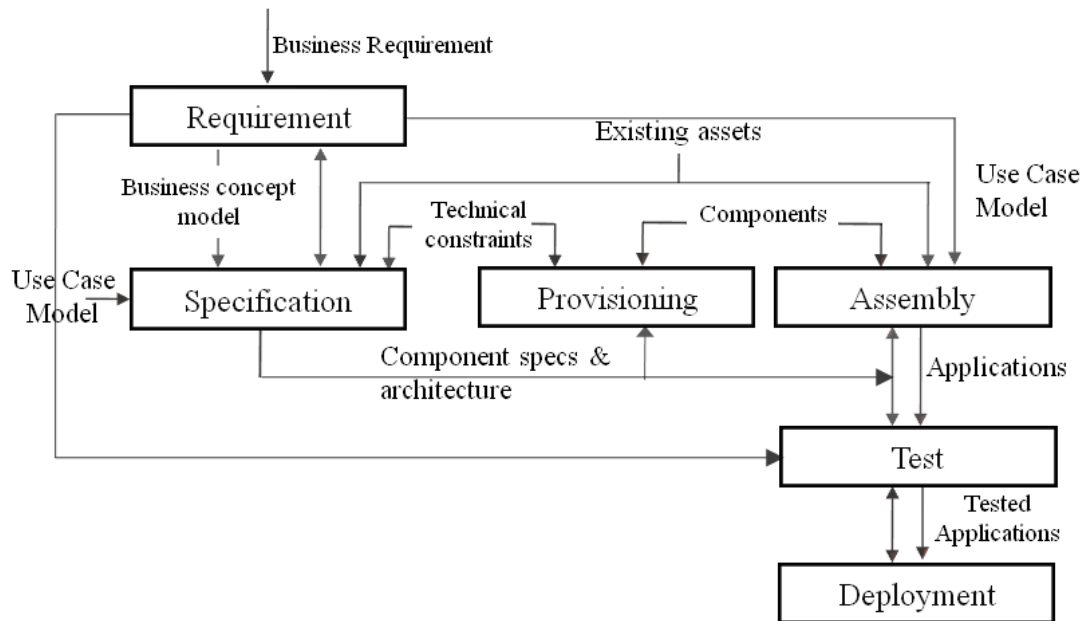 Business Requirement
Requirement
Existing assets
Business concept
model
Use Case
Model
Technical
constraints
Components
Use Case
Model
Specification
Provisioning
Assembly
Component specs &
architecture
Applications
Test
Tested
Applications
Deployment